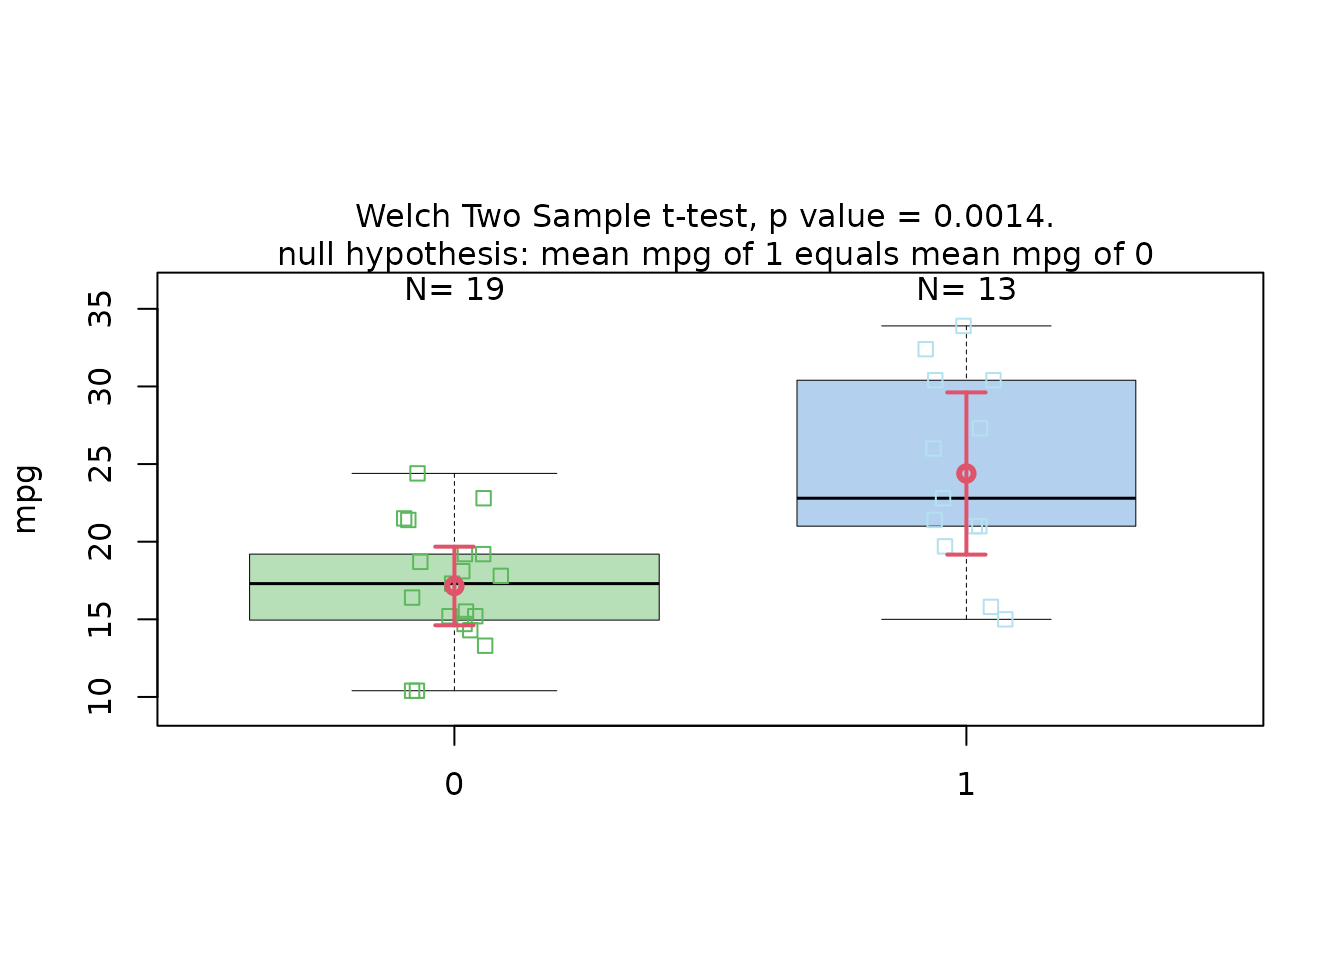 Welch Two Sample t-test, p value = 0.0014.
null hypothesis: mean mpg of 1 equals mean mpg of 0
N= 19
N= 13
35
30
25
20
15
10
mpg
0
1